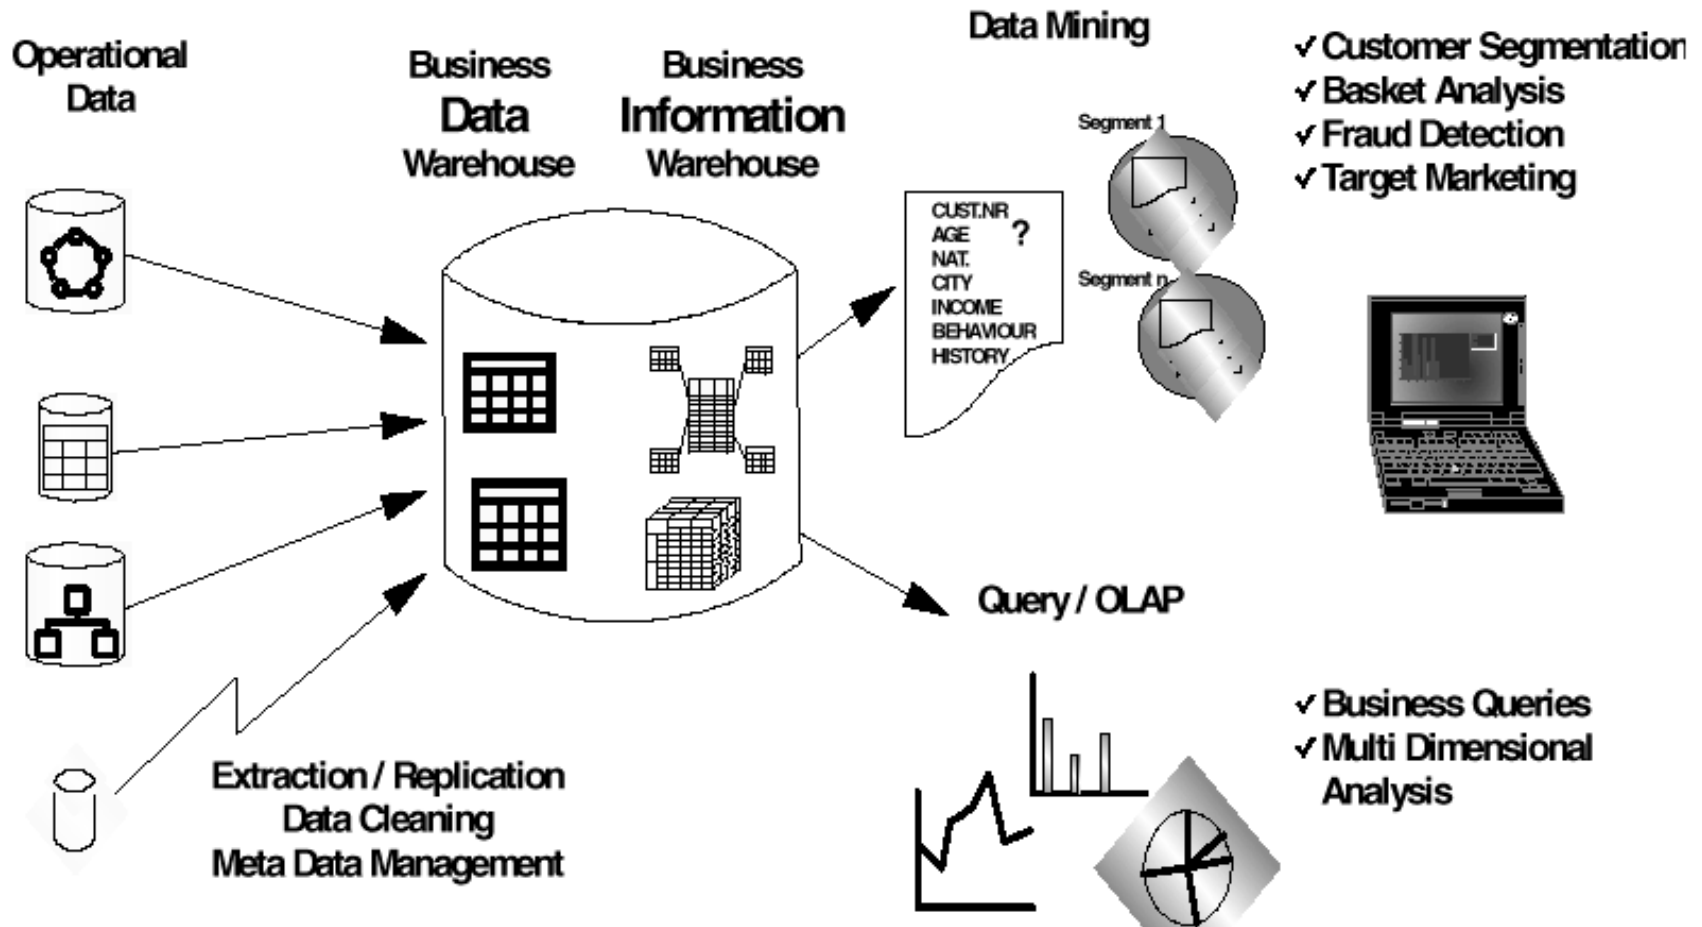 Operational
Data
Business
Data
Warehouse
Business
Information
Warehouse
Data Mining
✓ Customer Segmentation
✓ Basket Analysis
✓ Fraud Detection
✓ Target Marketing
Segment 1
Segment n
CUST.NR
AGE ?
NAT.
CITY
INCOME
BEHAVIOUR
HISTORY
Query / OLAP
✓ Business Queries
✓ Multi Dimensional
Analysis
Extraction / Replication
Data Cleaning
Meta Data Management